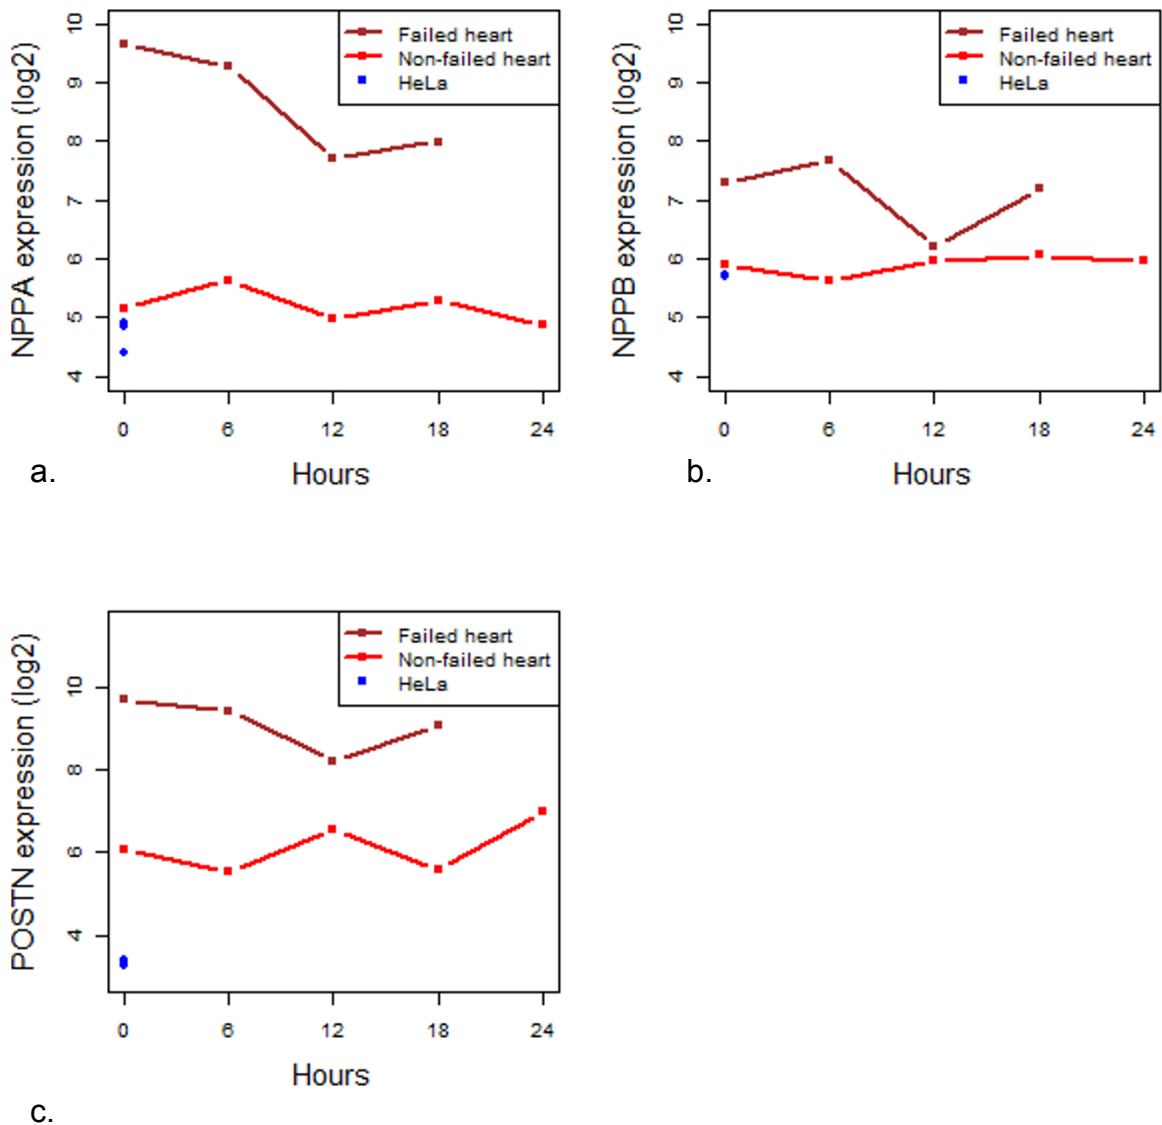 NPPA expression (log2)
10
9
8
7
6
5
4
Failed heart
Non-failed heart
HeLa
0 6 12 18 24
Hours
a.
NPPB expression (log2)
10
9
8
7
6
5
4
Failed heart
Non-failed heart
HeLa
0 6 12 18 24
Hours
b.
POSTN expression (log2)
10
8
6
4
Failed heart
Non-failed heart
HeLa
0 6 12 18 24
Hours
c.